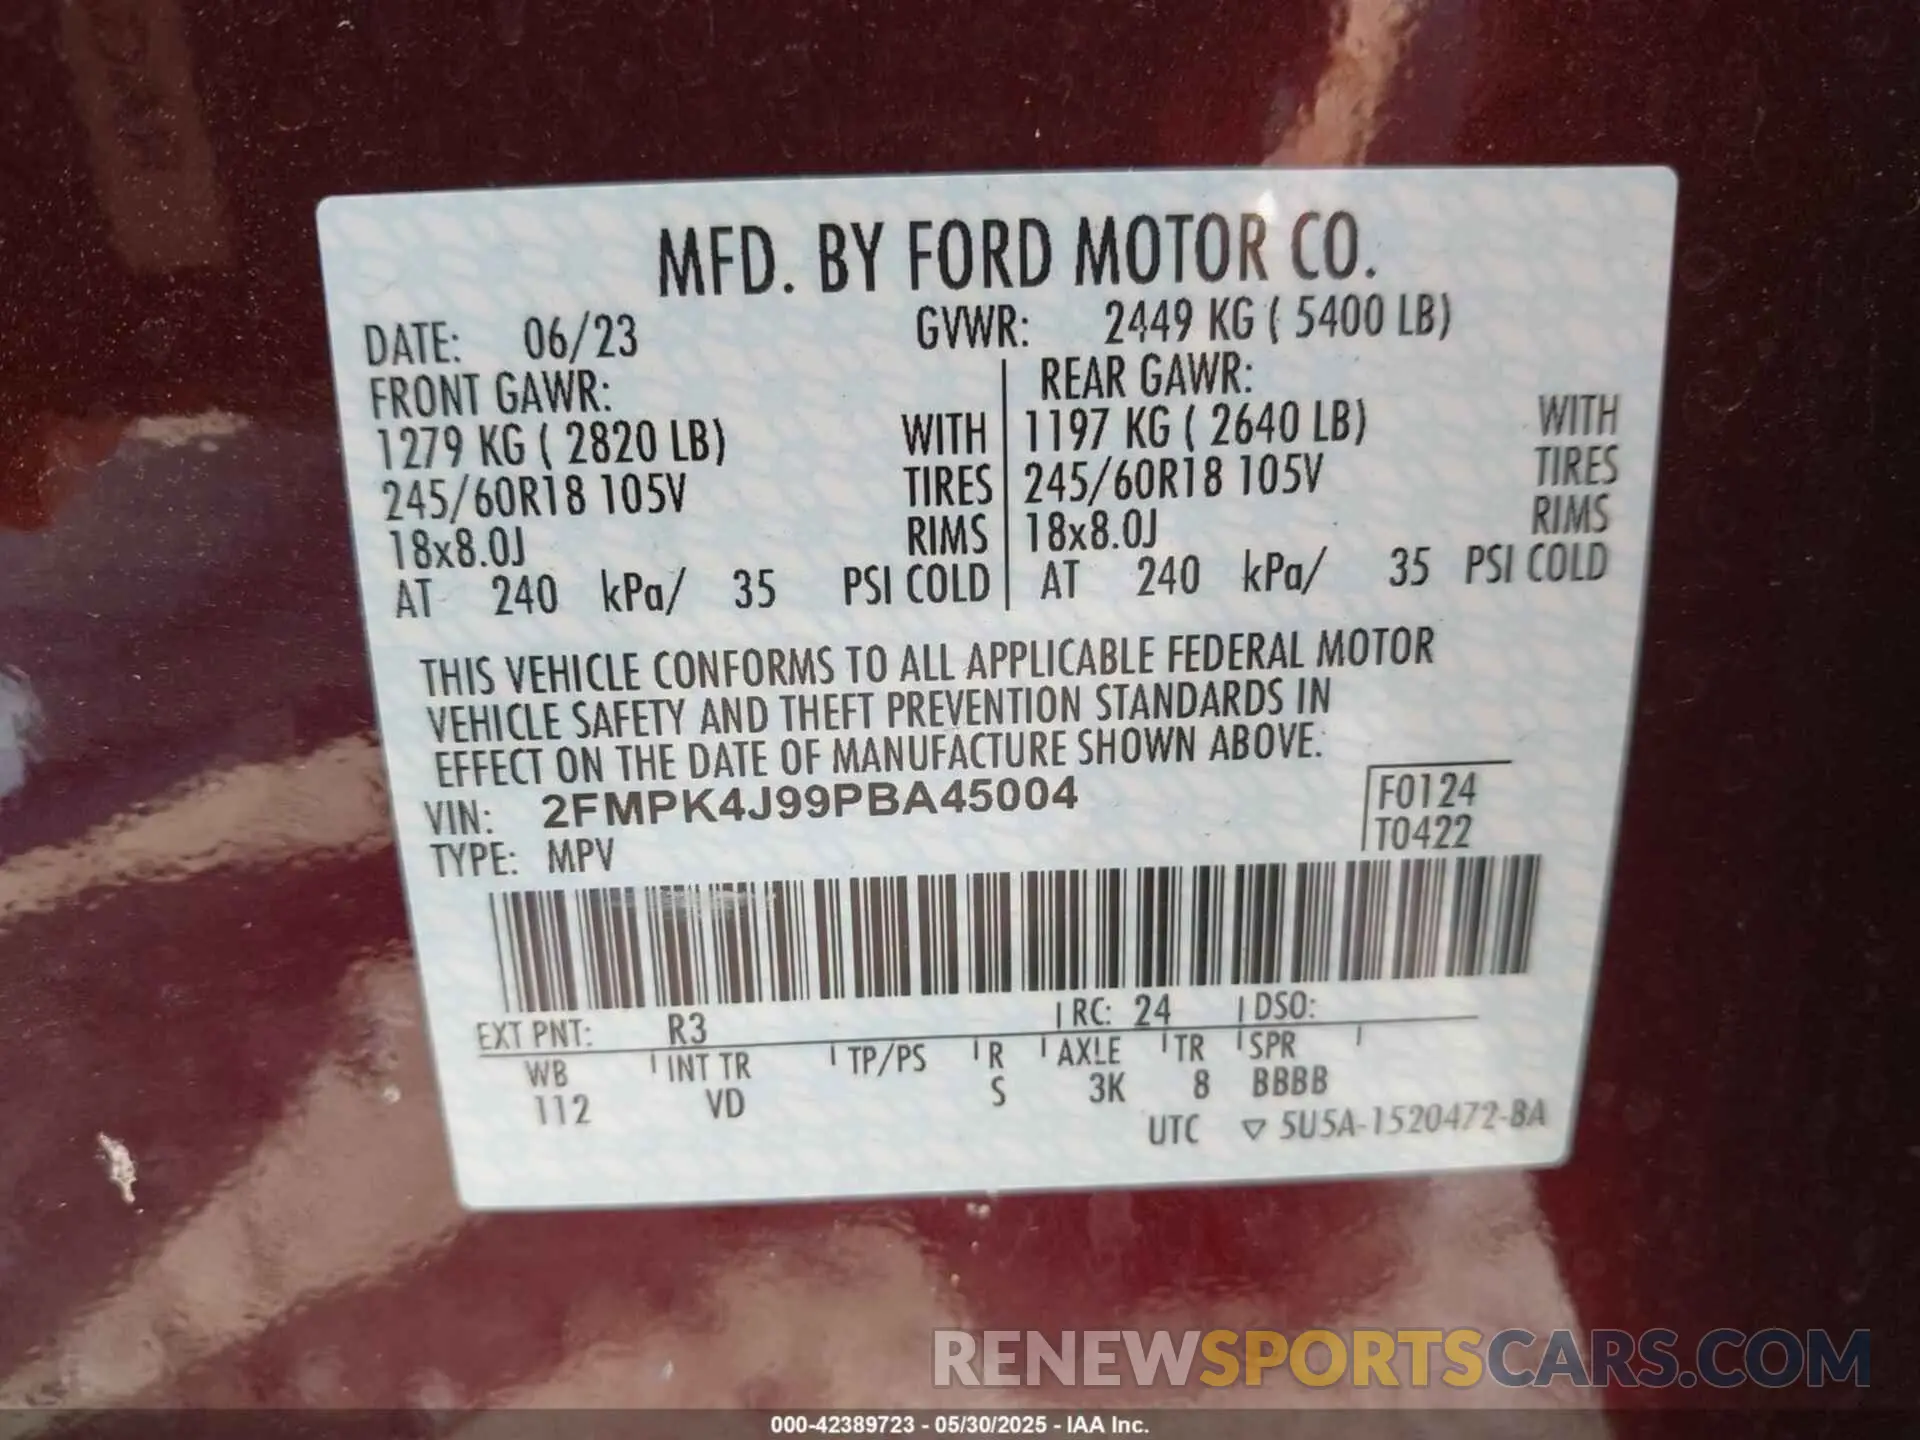 MFD. BY FORD MOTOR CO.
DATE: 06/23 GVWR: 2449 KG ( 5400 LB)
FRONT GAWR: REAR GAWR:
1279 KG ( 2820 LB) WITH 1197 KG ( 2640 LB) WITH
245/60R18 105V TIRES 245/60R18 105V TIRES
18x8.0J RIMS 18x8.0J RIMS
AT 240 kPa/ 35 PSI COLD AT 240 kPa/ 35 PSI COLD
THIS VEHICLE CONFORMS TO ALL APPLICABLE FEDERAL MOTOR
VEHICLE SAFETY AND THEFT PREVENTION STANDARDS IN
EFFECT ON THE DATE OF MANUFACTURE SHOWN ABOVE.
VIN: 2FMPK4J99PBA45004 F0124
TYPE: MPV T0422
EXT PNT: R3 RC: 24 DSO:
WB INT TR TP/PS R AXLE TR SPR
112 VD S 3K 8 BBBB
UTC ▽ 5U5A-1520472-BA
RENEWSPORTSCARS.COM
000-42389723 - 05/30/2025 - IAA Inc.